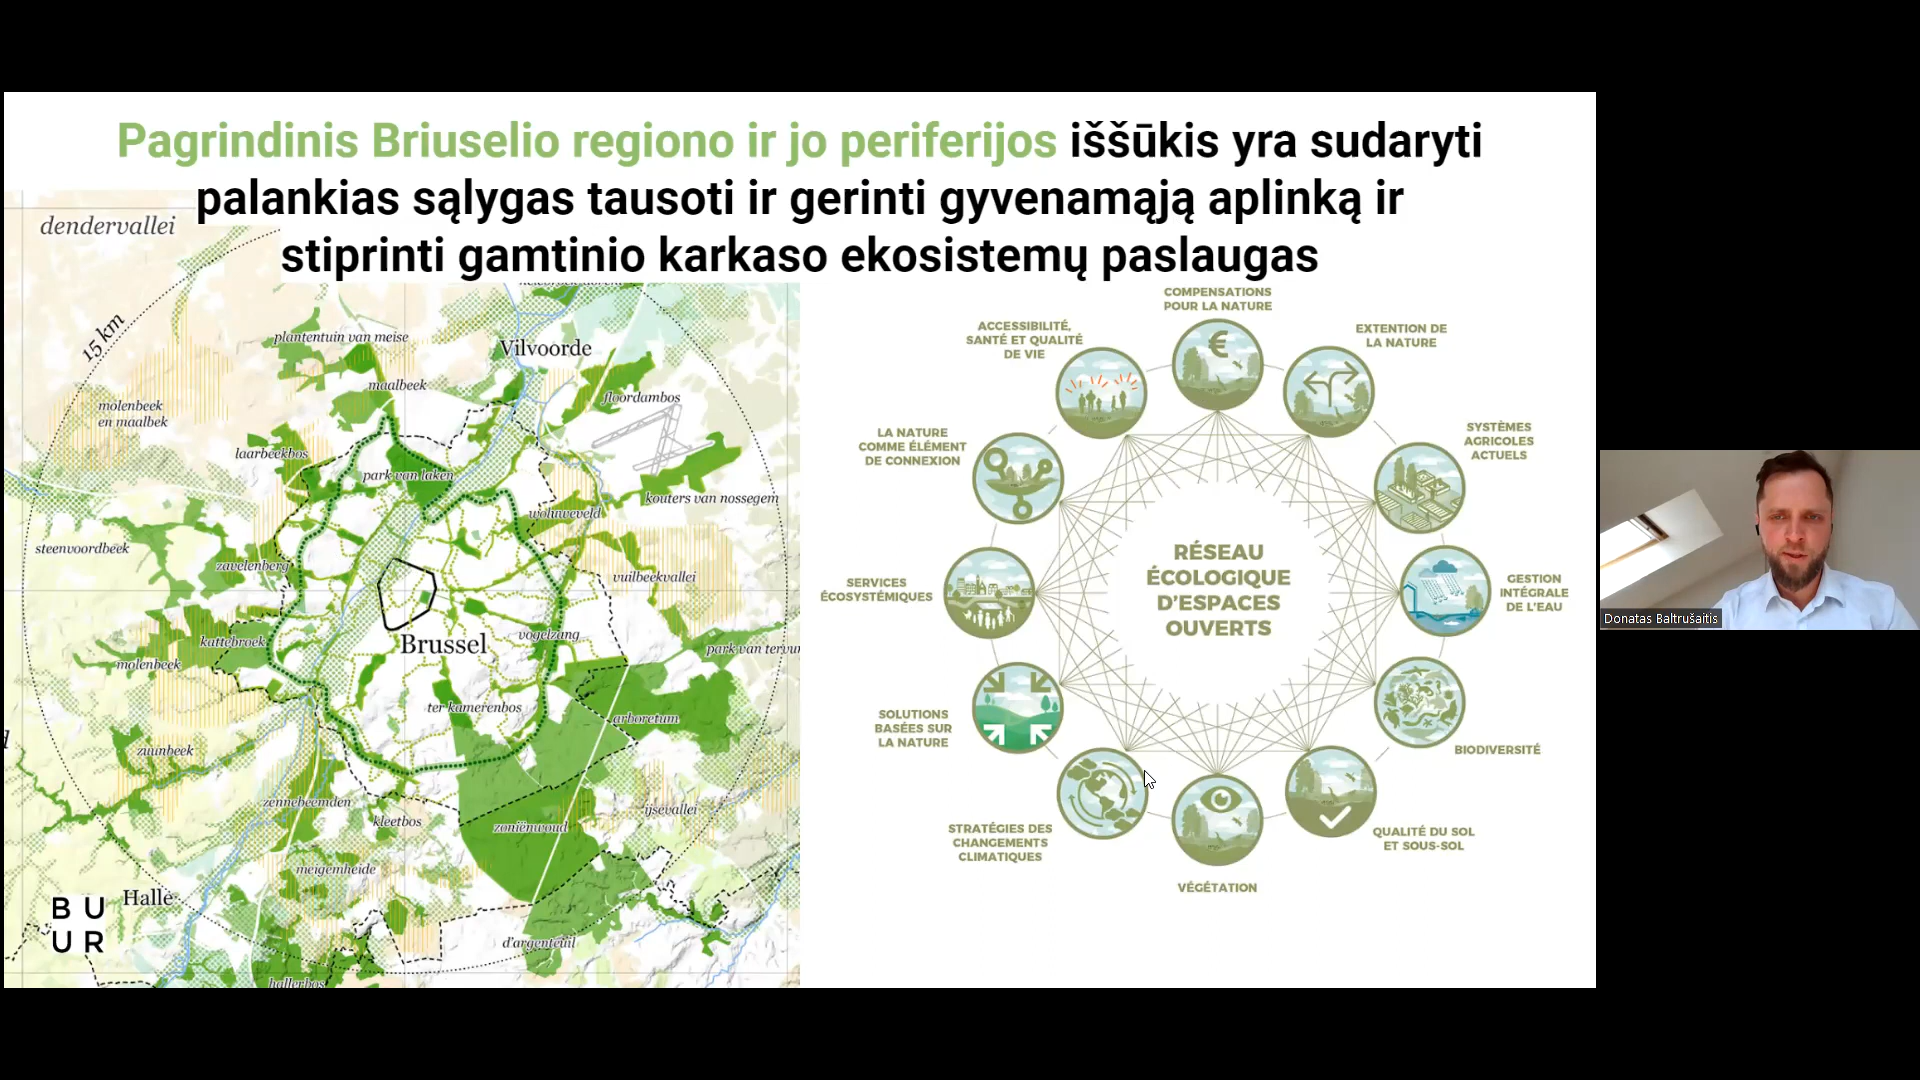 Pagrindinis Briuselio regiono ir jo periferijos iššūkis yra sudaryti
palankias sąlygas tausoti ir gerinti gyvenamąją aplinką ir
stiprinti gamtinio karkaso ekosistemų paslaugas
dendervallei
15 km
plantentuin van meise
Vilvoorde
maalbeek
floordambos
molenbeek
en maalbek
laarbeekbos
park van laken
kouters van nossegem
woluweveld
steenvoordbeek
zavelenberg
vuilbeekvallei
kattebroek
Brussel
vogelzang
molenbeek
ter kamerenbos
arboretum
zuunbeek
zennebeemden
kleetbos
zoniënwoud
ijsevallei
meigemheide
Halle
d'argenteuil
hallerbos
B U
U R
COMPENSATIONS
POUR LA NATURE
ACCESSIBILITÉ,
SANTÉ ET QUALITÉ
DE VIE
EXTENTION DE
LA NATURE
LA NATURE
COMME ÉLÉMENT
DE CONNEXION
SYSTÈMES
AGRICOLES
ACTUELS
RÉSEAU
ÉCOLOGIQUE
D'ESPACES
OUVERTS
SERVICES
ÉCOSYSTÉMIQUES
GESTION
INTÉGRALE
DE L'EAU
SOLUTIONS
BASÉES SUR
LA NATURE
BIODIVERSITÉ
STRATÉGIES DES
CHANGEMENTS
CLIMATIQUES
QUALITÉ DU SOL
ET SOUS-SOL
VÉGÉTATION
Donatas Baltrušaitis